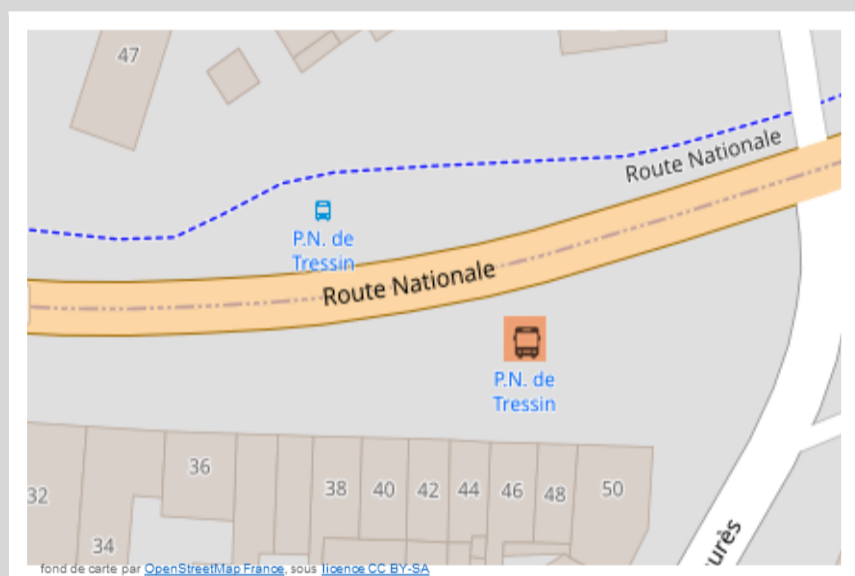 47
Route Nationale
P.N. de
Tressin
Route Nationale
P.N. de
Tressin
36
32
38
40
42
44
46
48
50
34
urès
fond de carte par OpenStreetMap France, sous licence CC BY-SA